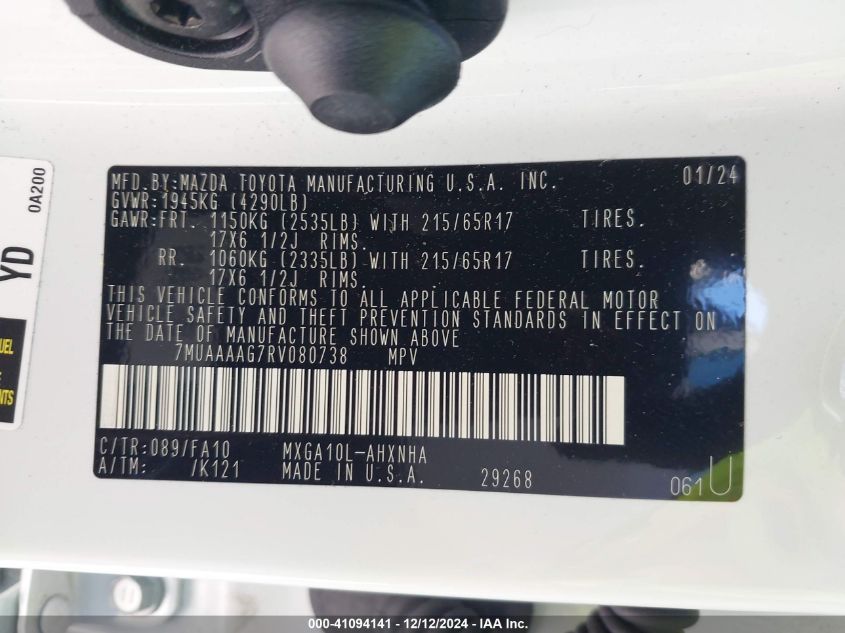 0A200
YD
MFD.BY:MAZDA TOYOTA MANUFACTURING U.S.A. INC. 01/24
GVWR:1945KG (4290LB)
GAWR:FRT. 1150KG (2535LB) WITH 215/65R17 TIRES.
17X6 1/2J RIMS.
RR. 1060KG (2335LB) WITH 215/65R17 TIRES.
17X6 1/2J RIMS.
THIS VEHICLE CONFORMS TO ALL APPLICABLE FEDERAL MOTOR
VEHICLE SAFETY AND THEFT PREVENTION STANDARDS IN EFFECT ON
THE DATE OF MANUFACTURE SHOWN ABOVE
7MUAAAAG7RV080738 MPV
C/TR:089/FA10 MXGA10L-AHXNHA
A/TM: /K121 MADE IN U.S.A. 29268 061U
000-41094141 - 12/12/2024 - IAA Inc.